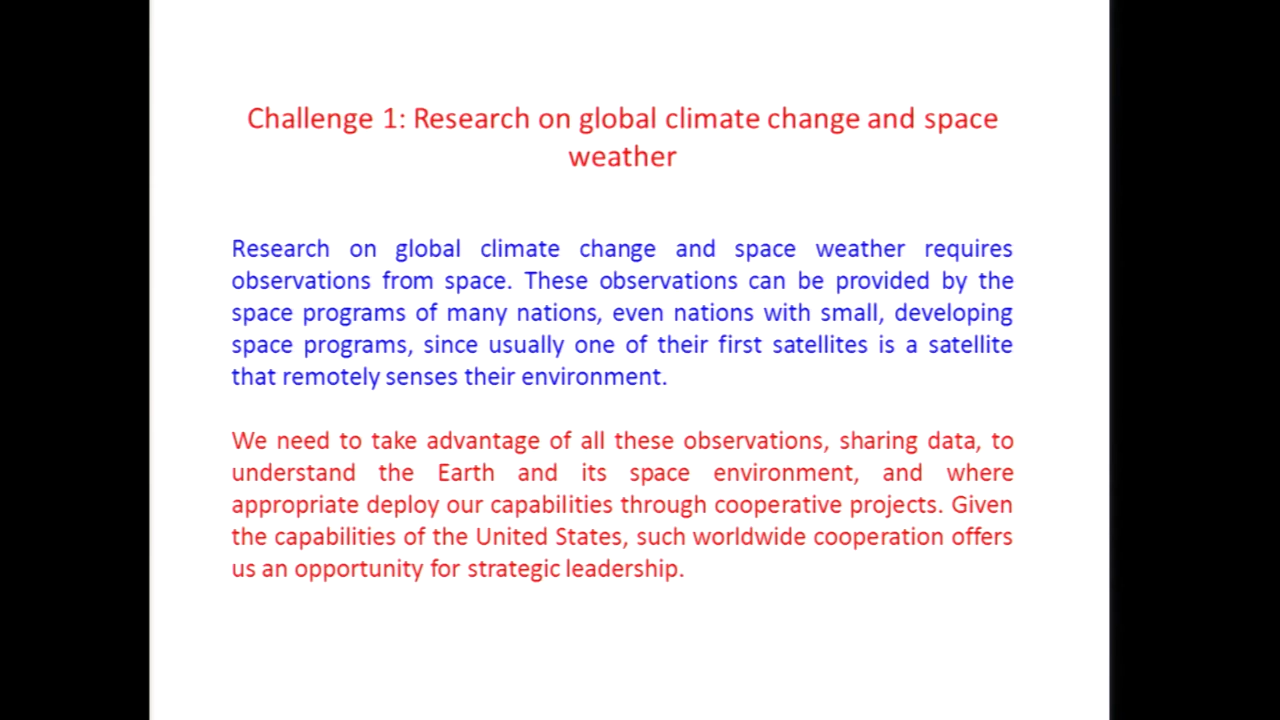 Challenge 1: Research on global climate change and space
weather
Research on global climate change and space weather requires
observations from space. These observations can be provided by the
space programs of many nations, even nations with small, developing
space programs, since usually one of their first satellites is a satellite
that remotely senses their environment.
We need to take advantage of all these observations, sharing data, to
understand the Earth and its space environment, and where
appropriate deploy our capabilities through cooperative projects. Given
the capabilities of the United States, such worldwide cooperation offers
us an opportunity for strategic leadership.